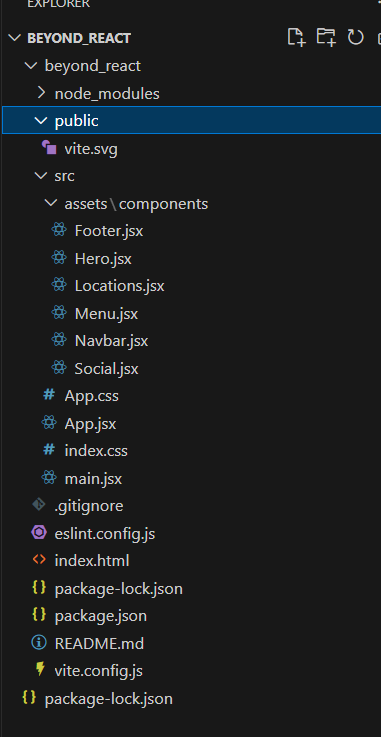 EXPLORER
BEYOND_REACT
beyond_react
node_modules
public
vite.svg
src
assets\components
Footer.jsx
Hero.jsx
Locations.jsx
Menu.jsx
Navbar.jsx
Social.jsx
# App.css
App.jsx
# index.css
main.jsx
.gitignore
eslint.config.js
<> index.html
{} package-lock.json
{} package.json
README.md
vite.config.js
{} package-lock.json